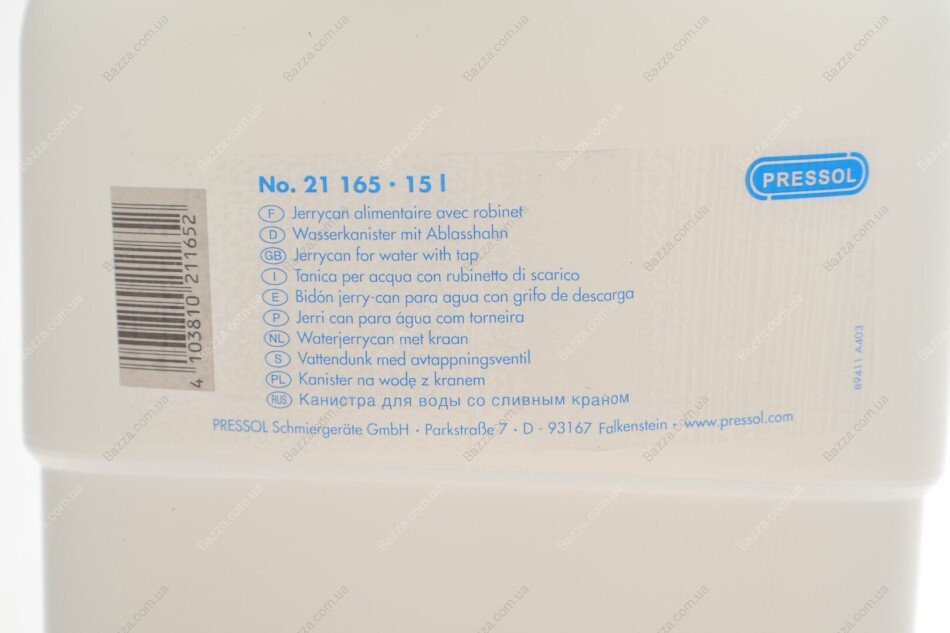 No. 21 165 · 15 l
PRESSOL
F Jerrycan alimentaire avec robinet
D Wasserkanister mit Ablasshahn
GB Jerrycan for water with tap
I Tanica per acqua con rubinetto di scarico
E Bidón jerry-can para agua con grifo de descarga
P Jerri can para água com torneira
NL Waterjerrycan met kraan
S Vattendunk med avtappningsventil
PL Kanister na wodę z kranem
RUS Канистра для воды со сливным краном
PRESSOL Schmiergeräte GmbH · Parkstraße 7 · D - 93167 Falkenstein · www.pressol.com
4 103810 211652
89411 A403
Bazza.com.ua